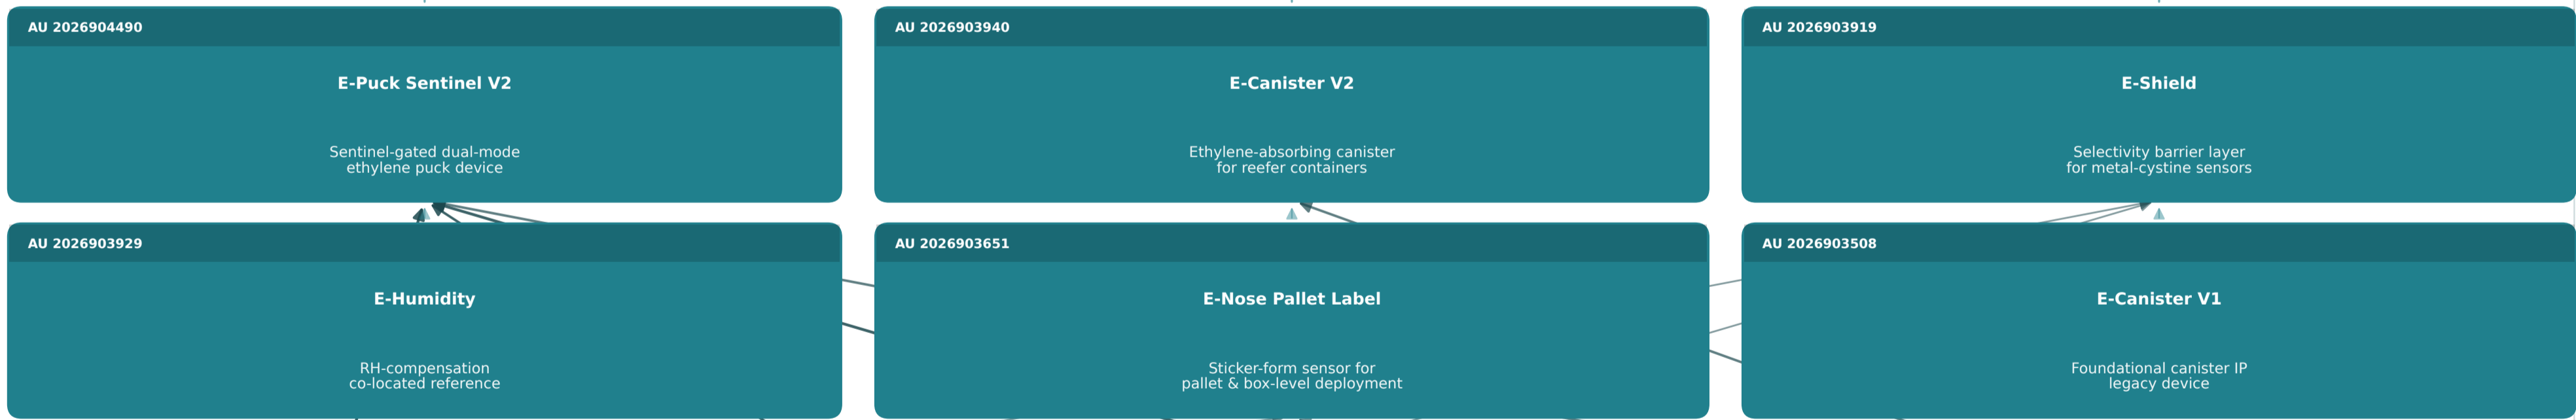 AU 2026904490
E-Puck Sentinel V2
Sentinel-gated dual-mode
ethylene puck device
AU 2026903940
E-Canister V2
Ethylene-absorbing canister
for reefer containers
AU 2026903919
E-Shield
Selectivity barrier layer
for metal-cystine sensors
AU 2026903929
E-Humidity
RH-compensation
co-located reference
AU 2026903651
E-Nose Pallet Label
Sticker-form sensor for
pallet & box-level deployment
AU 2026903508
E-Canister V1
Foundational canister IP
legacy device